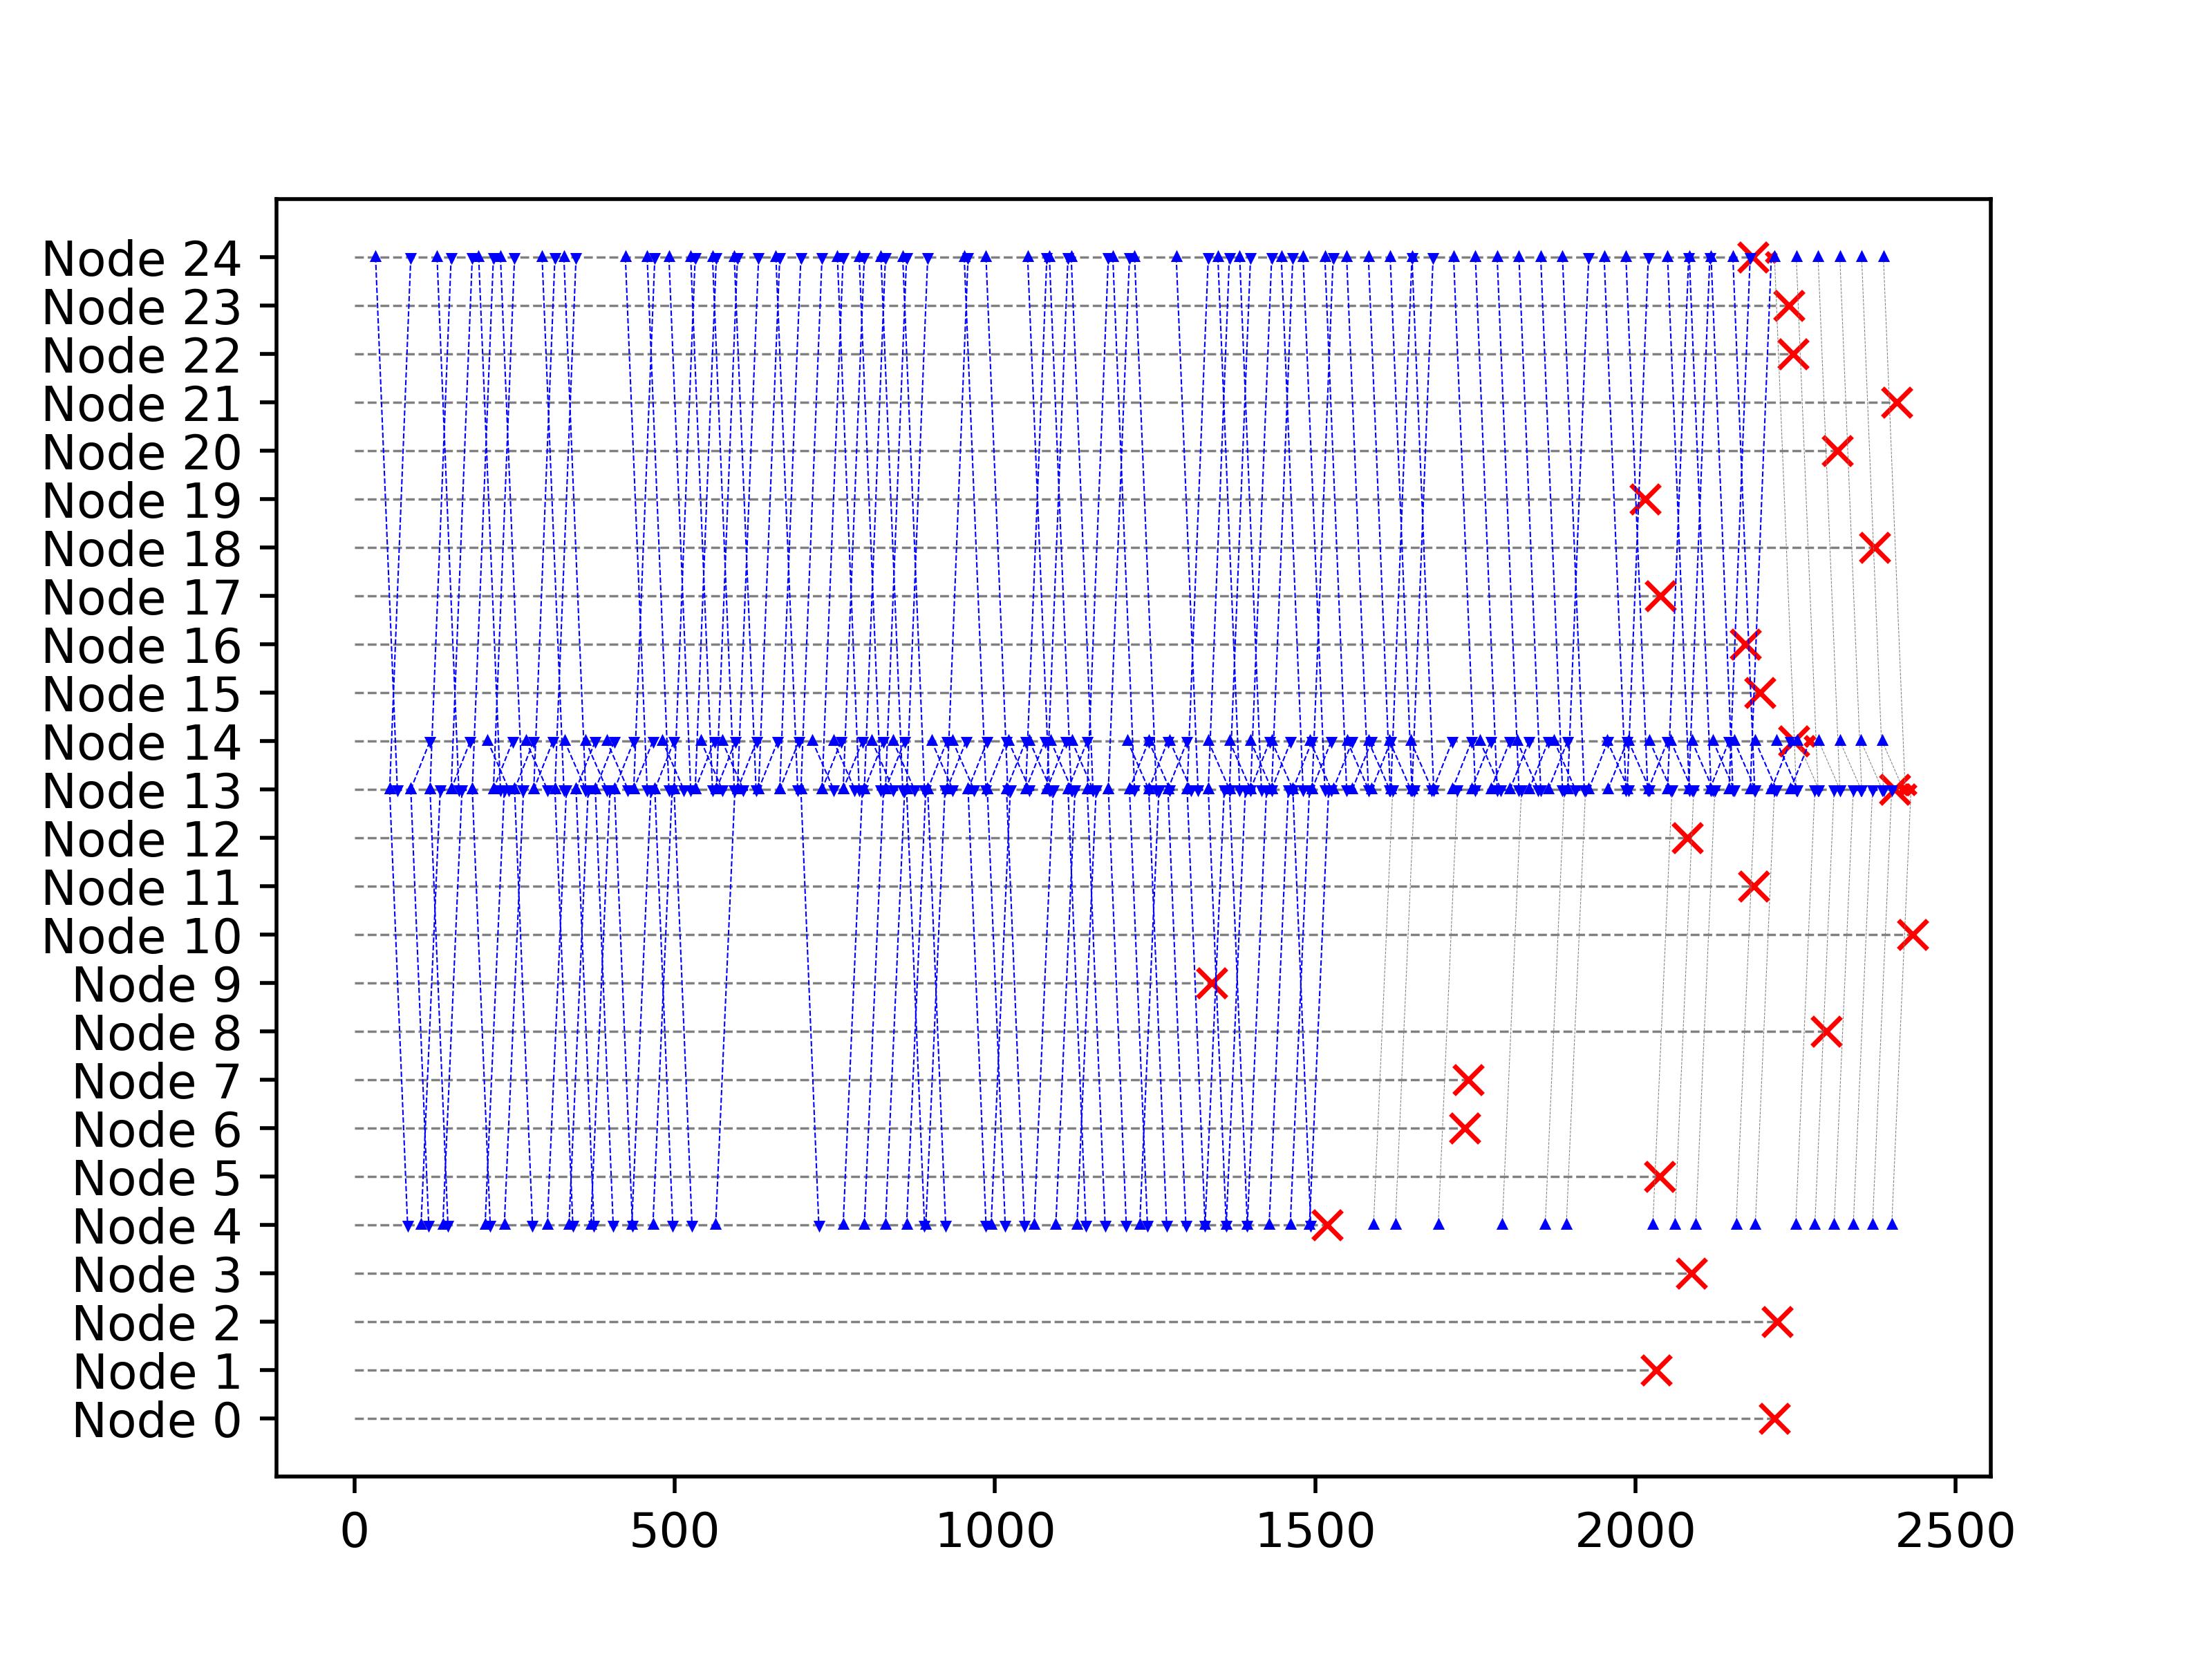 Node 24
Node 23
Node 22
Node 21
Node 20
Node 19
Node 18
Node 17
Node 16
Node 15
Node 14
Node 13
Node 12
Node 11
Node 10
Node 9
Node 8
Node 7
Node 6
Node 5
Node 4
Node 3
Node 2
Node 1
Node 0
0 500 1000 1500 2000 2500